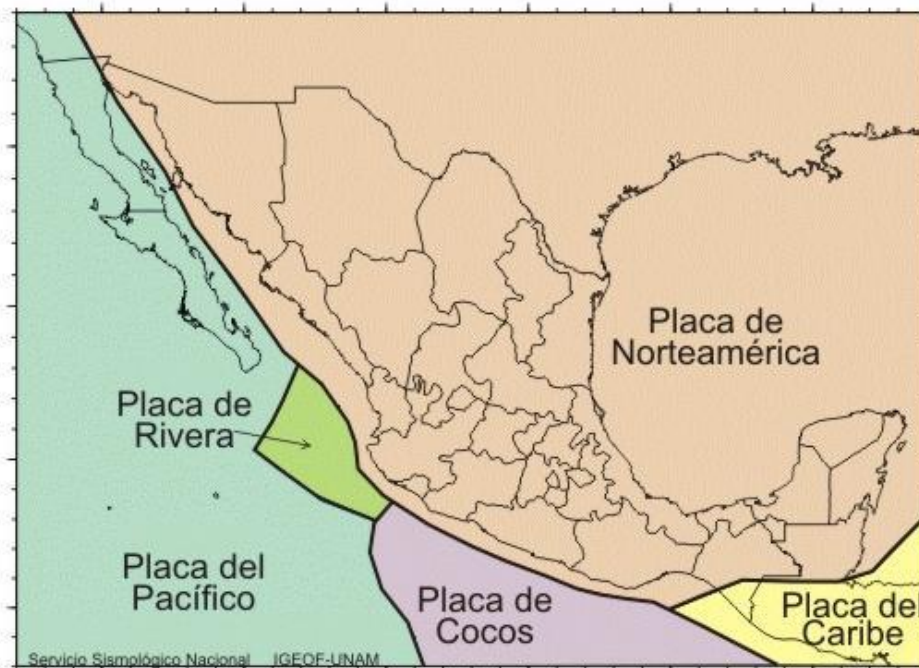 Placa de
Norteamérica
Placa de
Rivera
Placa del
Pacífico
Placa de
Cocos
Placa del
Caribe
Servicio Sismológico Nacional IGEOF-UNAM